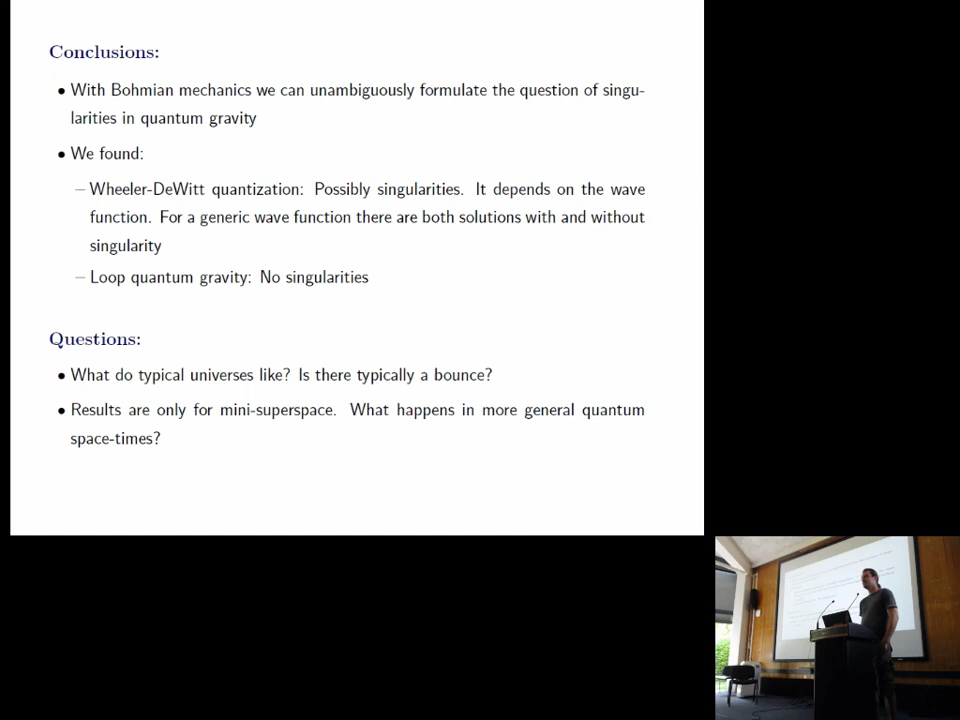 Conclusions:
• With Bohmian mechanics we can unambiguously formulate the question of singu-
larities in quantum gravity
• We found:
– Wheeler-DeWitt quantization: Possibly singularities. It depends on the wave
function. For a generic wave function there are both solutions with and without
singularity
– Loop quantum gravity: No singularities
Questions:
• What do typical universes like? Is there typically a bounce?
• Results are only for mini-superspace. What happens in more general quantum
space-times?